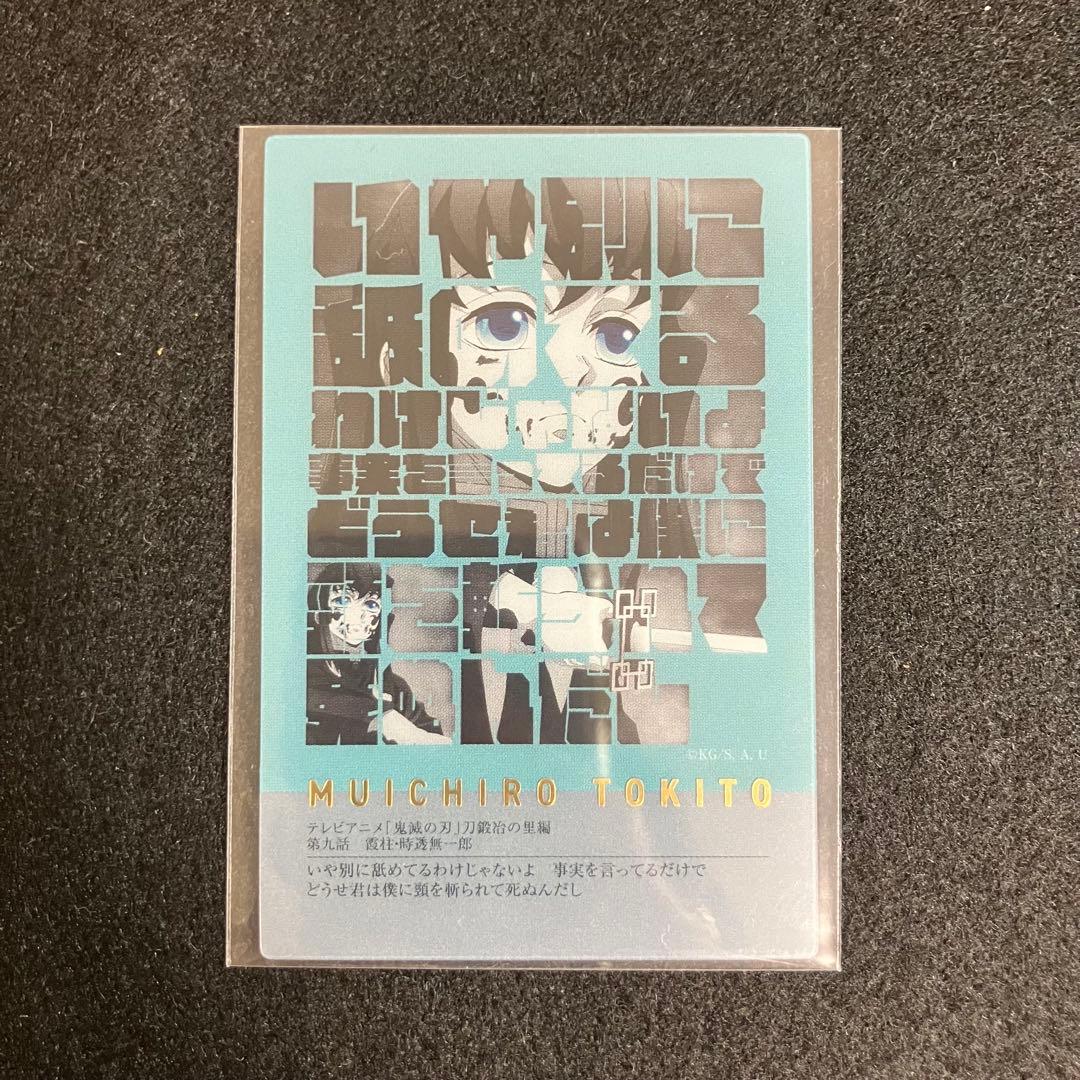 いや別に
舐めてる
わけじゃないよ
事実を言ってるだけで
どうせ君は僕に
頸を斬られて
死ぬんだし
©KG/S, A, U
MUICHIRO TOKITO
テレビアニメ「鬼滅の刃」刀鍛冶の里編
第九話 霞柱・時透無一郎
いや別に舐めてるわけじゃないよ 事実を言ってるだけで
どうせ君は僕に頸を斬られて死ぬんだし